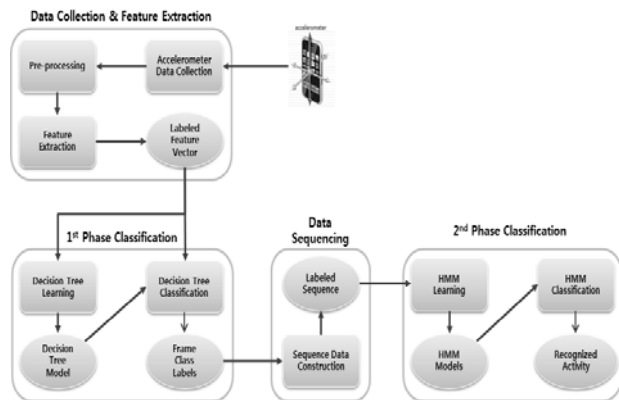 Data Collection & Feature Extraction
accelerometer
Pre-processing
Accelerometer
Data Collection
Feature
Extraction
Labeled
Feature
Vector
1st Phase Classification
Data
Sequencing
2nd Phase Classification
Decision Tree
Learning
Decision Tree
Classification
Labeled
Sequence
HMM
Learning
HMM
Classification
Decision
Tree
Model
Frame
Class
Labels
Sequence Data
Construction
HMM
Models
Recognized
Activity